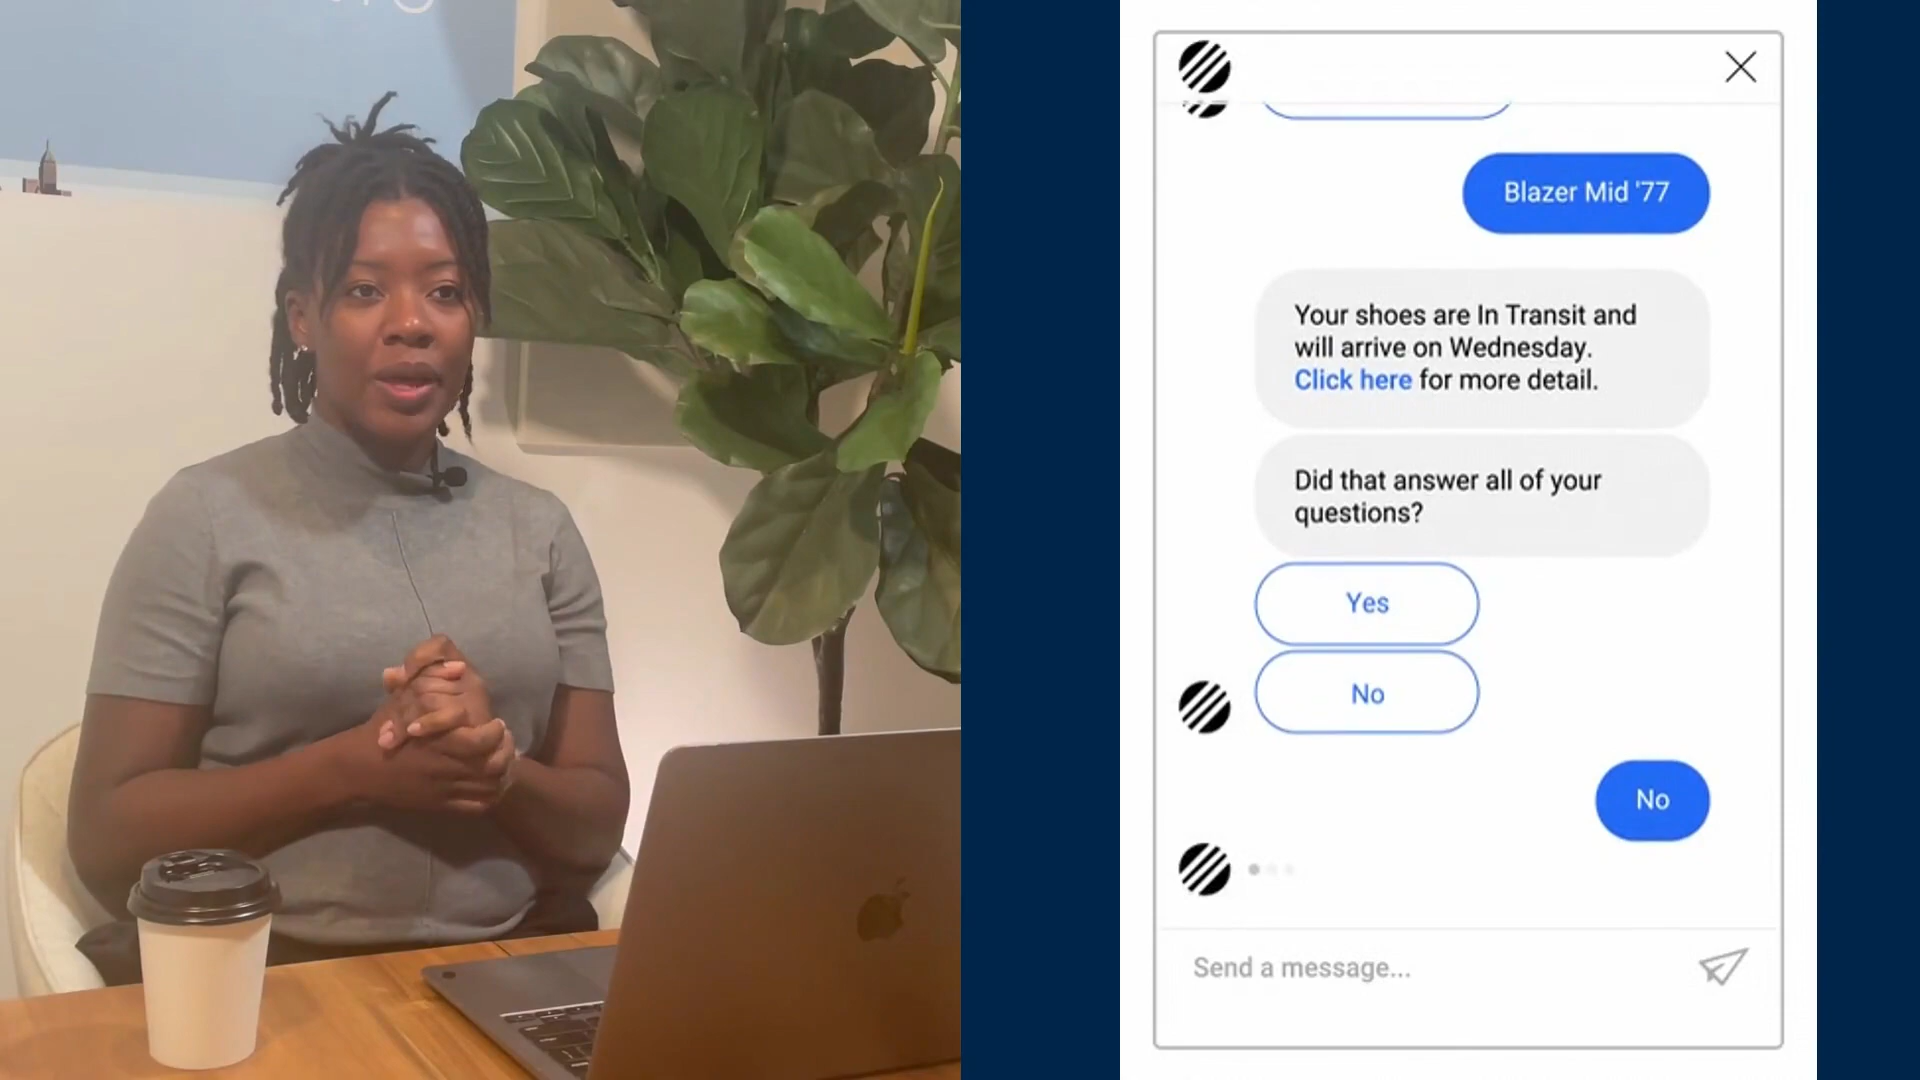 Blazer Mid '77
Your shoes are In Transit and
will arrive on Wednesday.
Click here for more detail.
Did that answer all of your
questions?
Yes
No
No
Send a message...